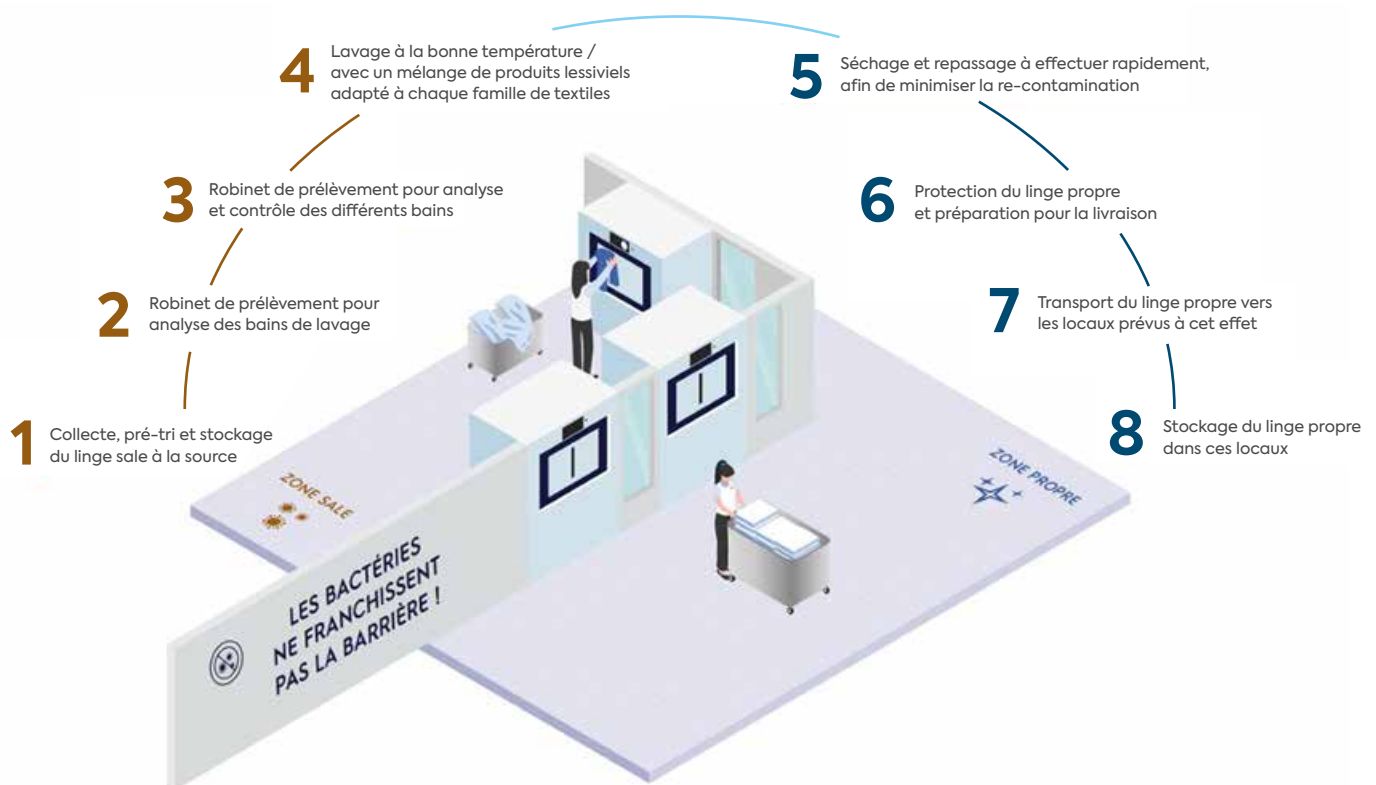 4
Lavage à la bonne température /
avec un mélange de produits lessiviels
adapté à chaque famille de textiles
5
Séchage et repassage à effectuer rapidement,
afin de minimiser la re-contamination
3
Robinet de prélèvement pour analyse
et contrôle des différents bains
6
Protection du linge propre
et préparation pour la livraison
2
Robinet de prélèvement pour
analyse des bains de lavage
7
Transport du linge propre vers
les locaux prévus à cet effet
1
Collecte, pré-tri et stockage
du linge sale à la source
8
Stockage du linge propre
dans ces locaux
ZONE SALE
ZONE PROPRE
LES BACTÉRIES
NE FRANCHISSENT
PAS LA BARRIÈRE !